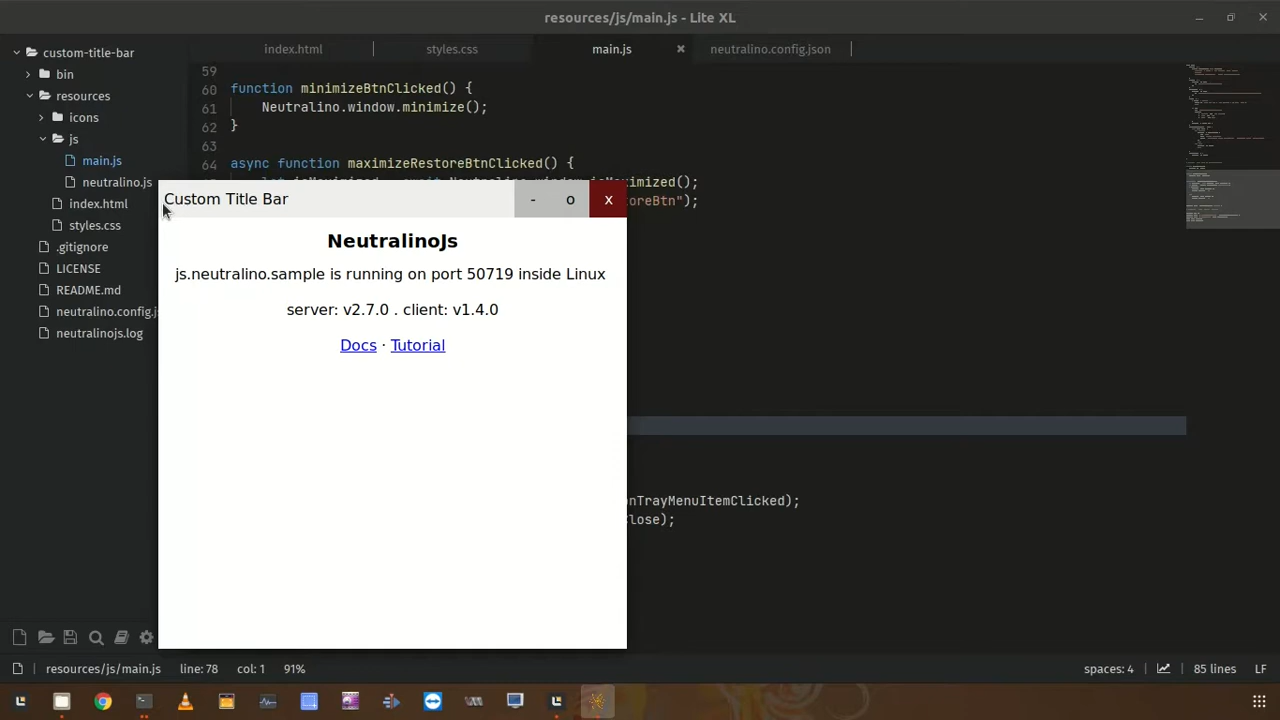 resources/js/main.js - Lite XL
custom-title-bar
bin
resources
icons
js
main.js
neutralino.js
index.html
styles.css
.gitignore
LICENSE
README.md
neutralino.config.js
neutralinojs.log
index.html
styles.css
main.js
neutralino.config.json
59
60 function minimizeBtnClicked() {
61 Neutralino.window.minimize();
62 }
63
64 async function maximizeRestoreBtnClicked() {
isMaximized();
oreBtn");
Custom Title Bar
-
o
x
NeutralinoJs
js.neutralino.sample is running on port 50719 inside Linux
server: v2.7.0 . client: v1.4.0
Docs · Tutorial
onTrayMenuItemClicked);
Close);
resources/js/main.js
line: 78
col: 1
91%
spaces: 4
85 lines
LF